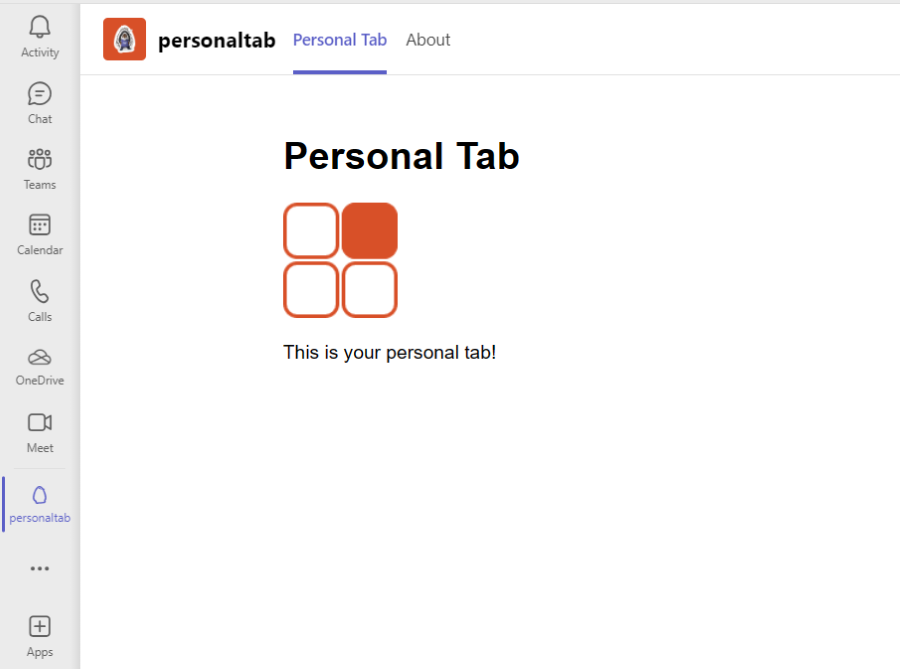 Activity
Chat
Teams
Calendar
Calls
OneDrive
Meet
personaltab
Apps
personaltab Personal Tab About
Personal Tab
This is your personal tab!